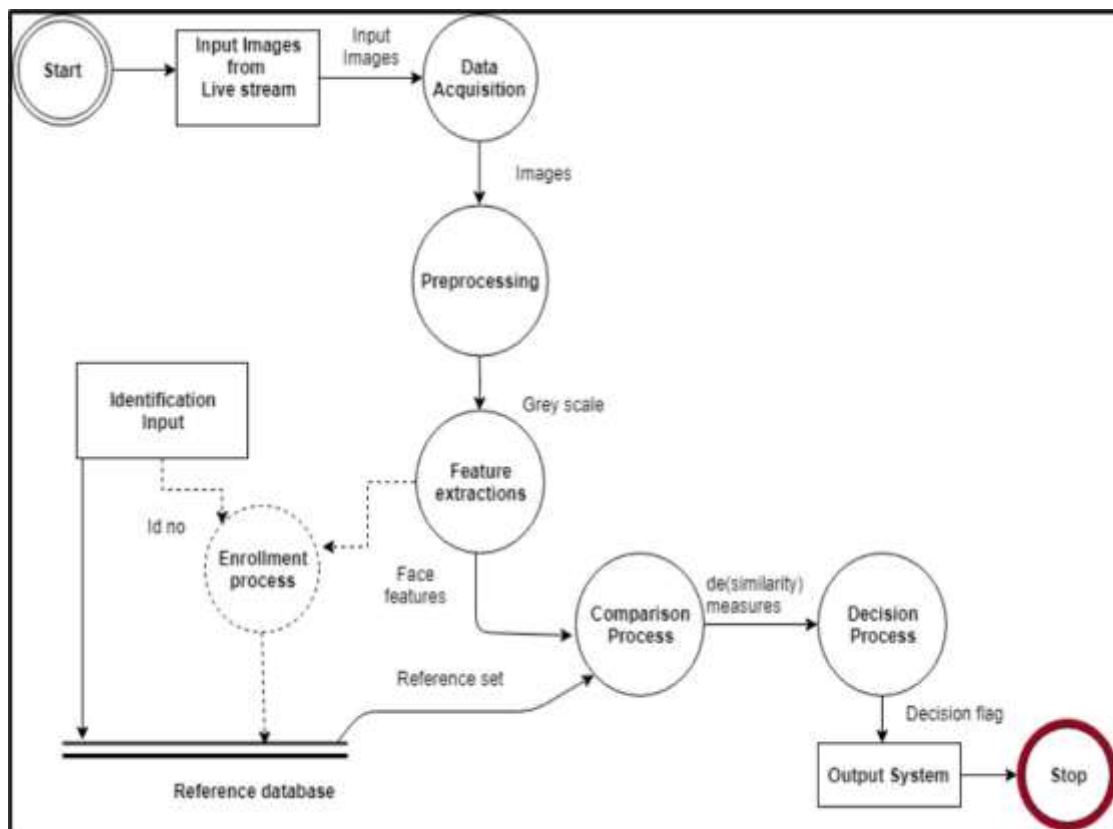 Start
Input Images
from
Live stream
Input
Images
Data
Acquisition
Images
Preprocessing
Grey scale
Identification
Input
Feature
extractions
Id no
Enrollment
process
Face
features
Comparison
Process
de(similarity)
measures
Decision
Process
Reference set
Decision flag
Reference database
Output System
Stop